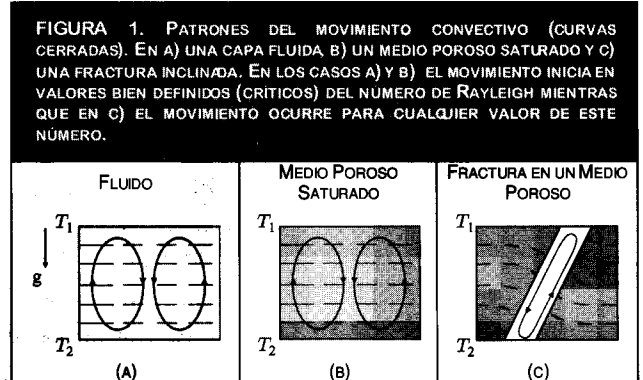 FIGURA 1. PATRONES DEL MOVIMIENTO CONVECTIVO (CURVAS
CERRADAS). EN A) UNA CAPA FLUIDA, B) UN MEDIO POROSO SATURADO Y C)
UNA FRACTURA INCLINADA. EN LOS CASOS A) Y B) EL MOVIMIENTO INICIA EN
VALORES BIEN DEFINIDOS (CRÍTICOS) DEL NÚMERO DE RAYLEIGH MIENTRAS
QUE EN C) EL MOVIMIENTO OCURRE PARA CUALQUIER VALOR DE ESTE
NÚMERO.
FLUIDO
T1
g
T2
(A)
MEDIO POROSO
SATURADO
T1
T2
(B)
FRACTURA EN UN MEDIO
POROSO
T1
T2
(C)